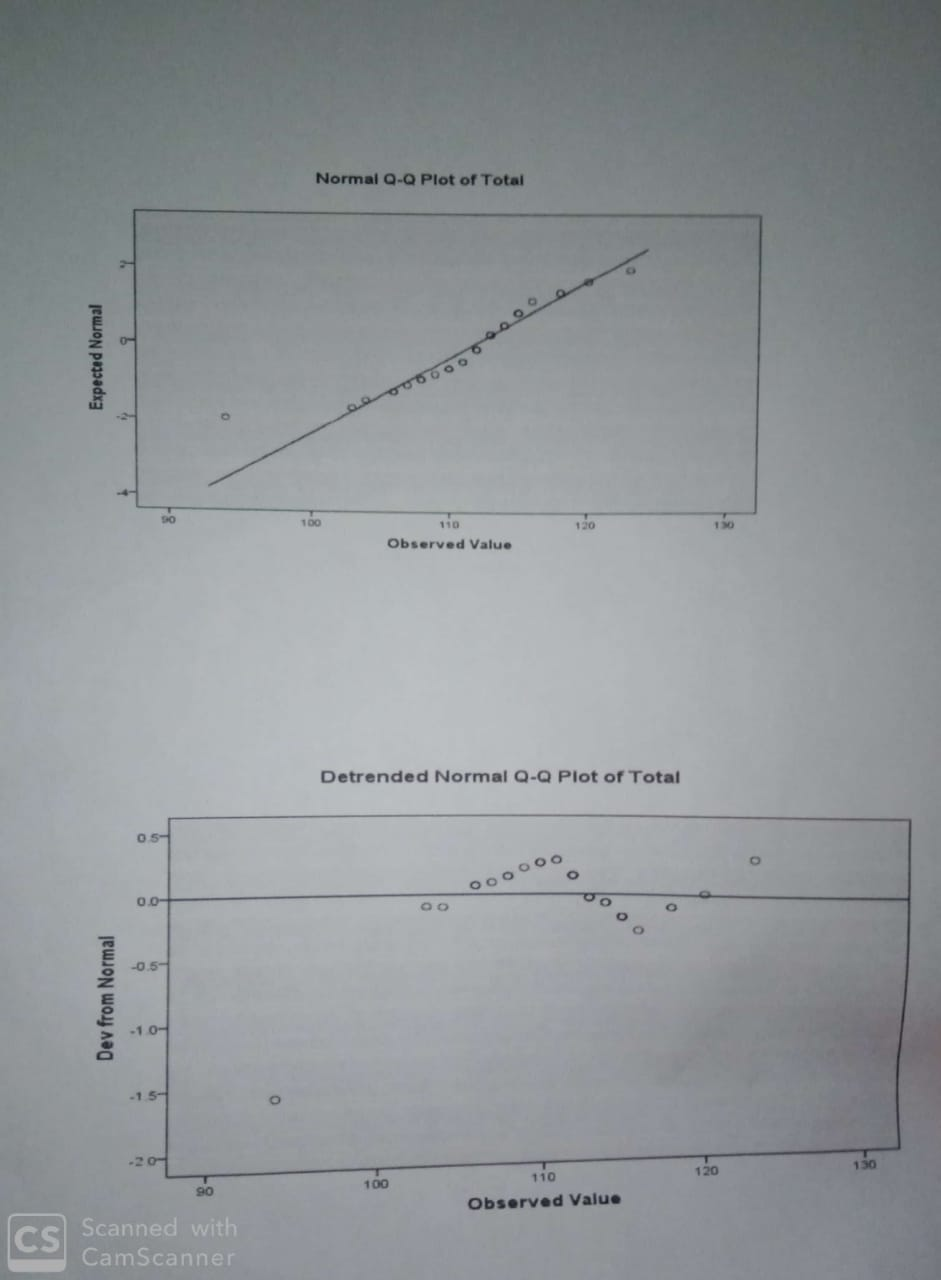 Normal Q-Q Plot of Total
Expected Normal
2
0
-2
-4
90 100 110 120 130
Observed Value
Detrended Normal Q-Q Plot of Total
Dev from Normal
0.5
0.0
-0.5
-1.0
-1.5
-2.0
90 100 110 120 130
Observed Value
CS Scanned with
CamScanner